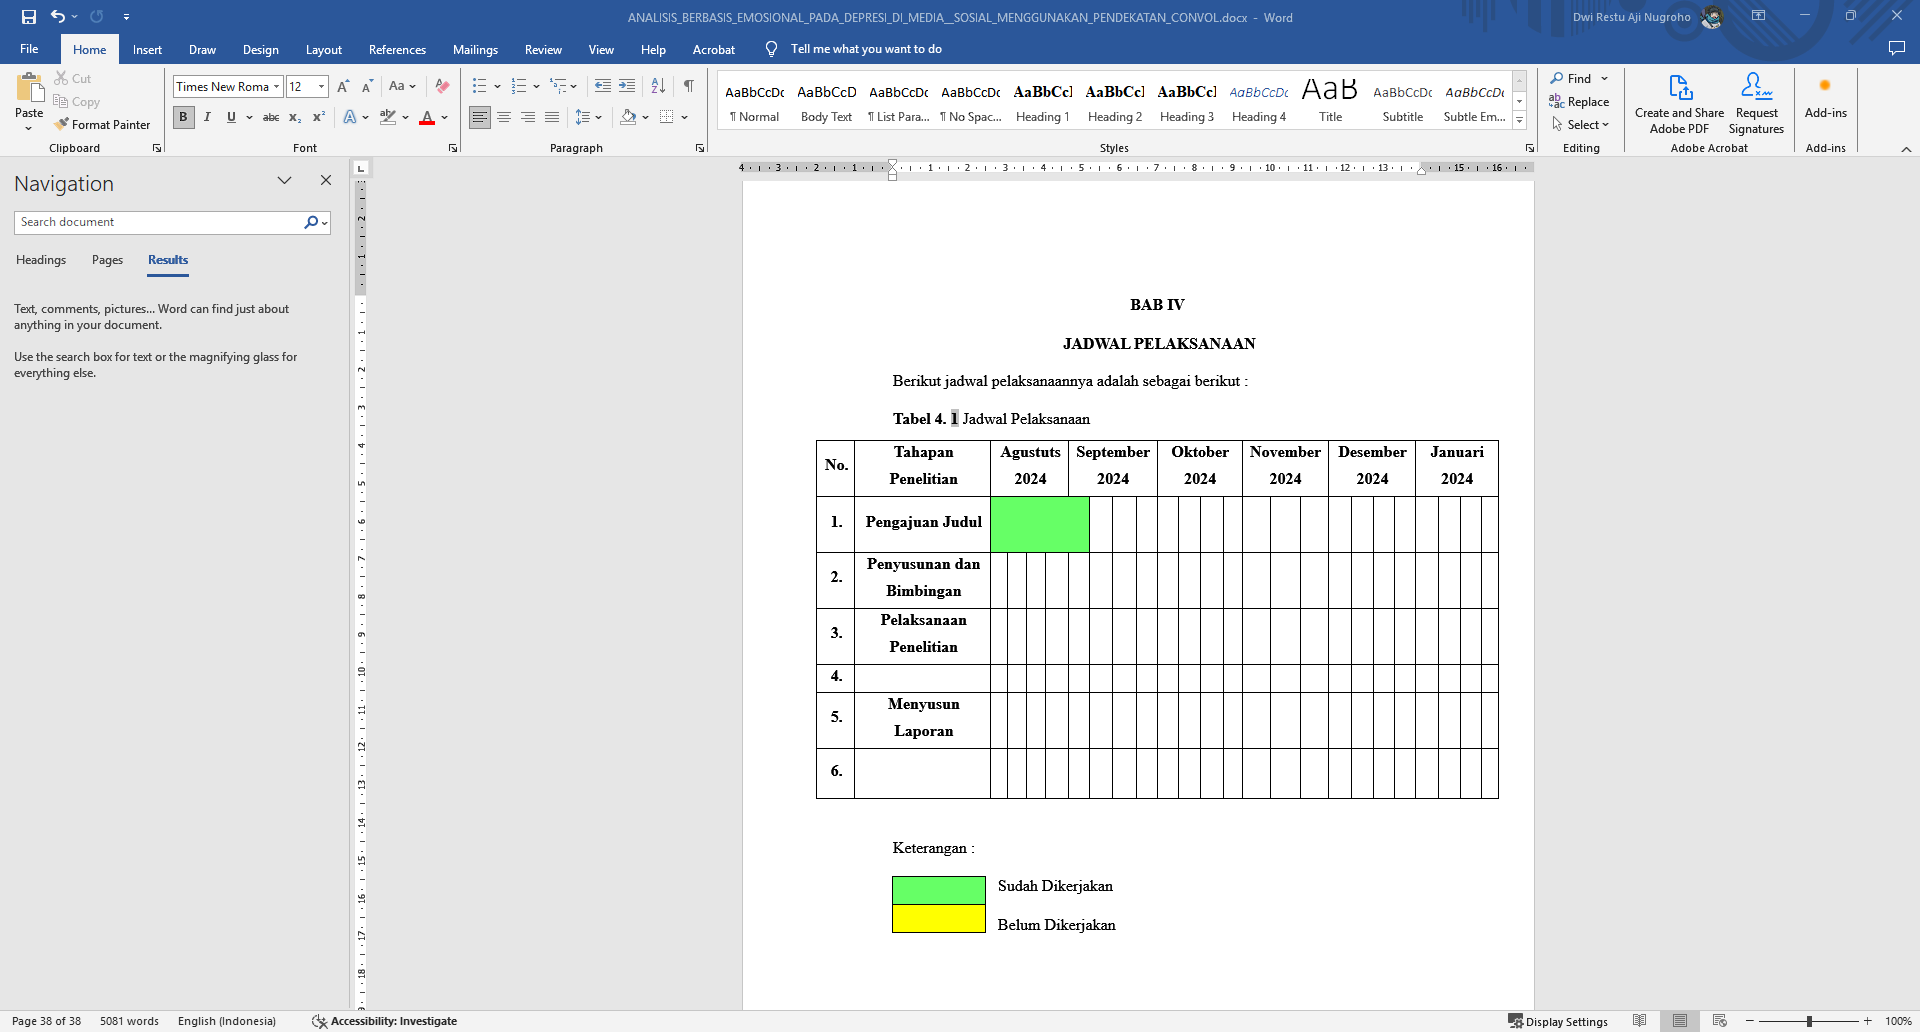 ANALISIS_BERBASIS_EMOSIONAL_PADA_DEPRESI_DI_MEDIA__SOSIAL_MENGGUNAKAN_PENDEKATAN_CONVOL.docx - Word
Dwi Restu Aji Nugroho
File Home Insert Draw Design Layout References Mailings Review View Help Acrobat Tell me what you want to do
Paste
Cut
Copy
Format Painter
Clipboard
Times New Roma 12
Font
Paragraph
AaBbCcDc AaBbCcD AaBbCcDc AaBbCcDc AaBbCcI AaBbCcI AaBbCcI AaBbCcDc AaB AaBbCcDc AaBbCcDc
¶ Normal Body Text ¶ List Para... ¶ No Spac... Heading 1 Heading 2 Heading 3 Heading 4 Title Subtitle Subtle Em...
Styles
Find
Replace
Select
Editing
Create and Share
Adobe PDF
Request
Signatures
Adobe Acrobat
Add-ins
Add-ins
Navigation
Search document
Headings Pages Results
Text, comments, pictures... Word can find just about
anything in your document.
Use the search box for text or the magnifying glass for
everything else.
BAB IV
JADWAL PELAKSANAAN
Berikut jadwal pelaksanaannya adalah sebagai berikut :
Tabel 4. 1 Jadwal Pelaksanaan
No.
Tahapan
Penelitian
Agustuts
2024
September
2024
Oktober
2024
November
2024
Desember
2024
Januari
2024
1. Pengajuan Judul
2. Penyusunan dan
Bimbingan
3. Pelaksanaan
Penelitian
4.
5. Menyusun
Laporan
6.
Keterangan :
Sudah Dikerjakan
Belum Dikerjakan
Page 38 of 38 5081 words English (Indonesia) Accessibility: Investigate Display Settings 100%